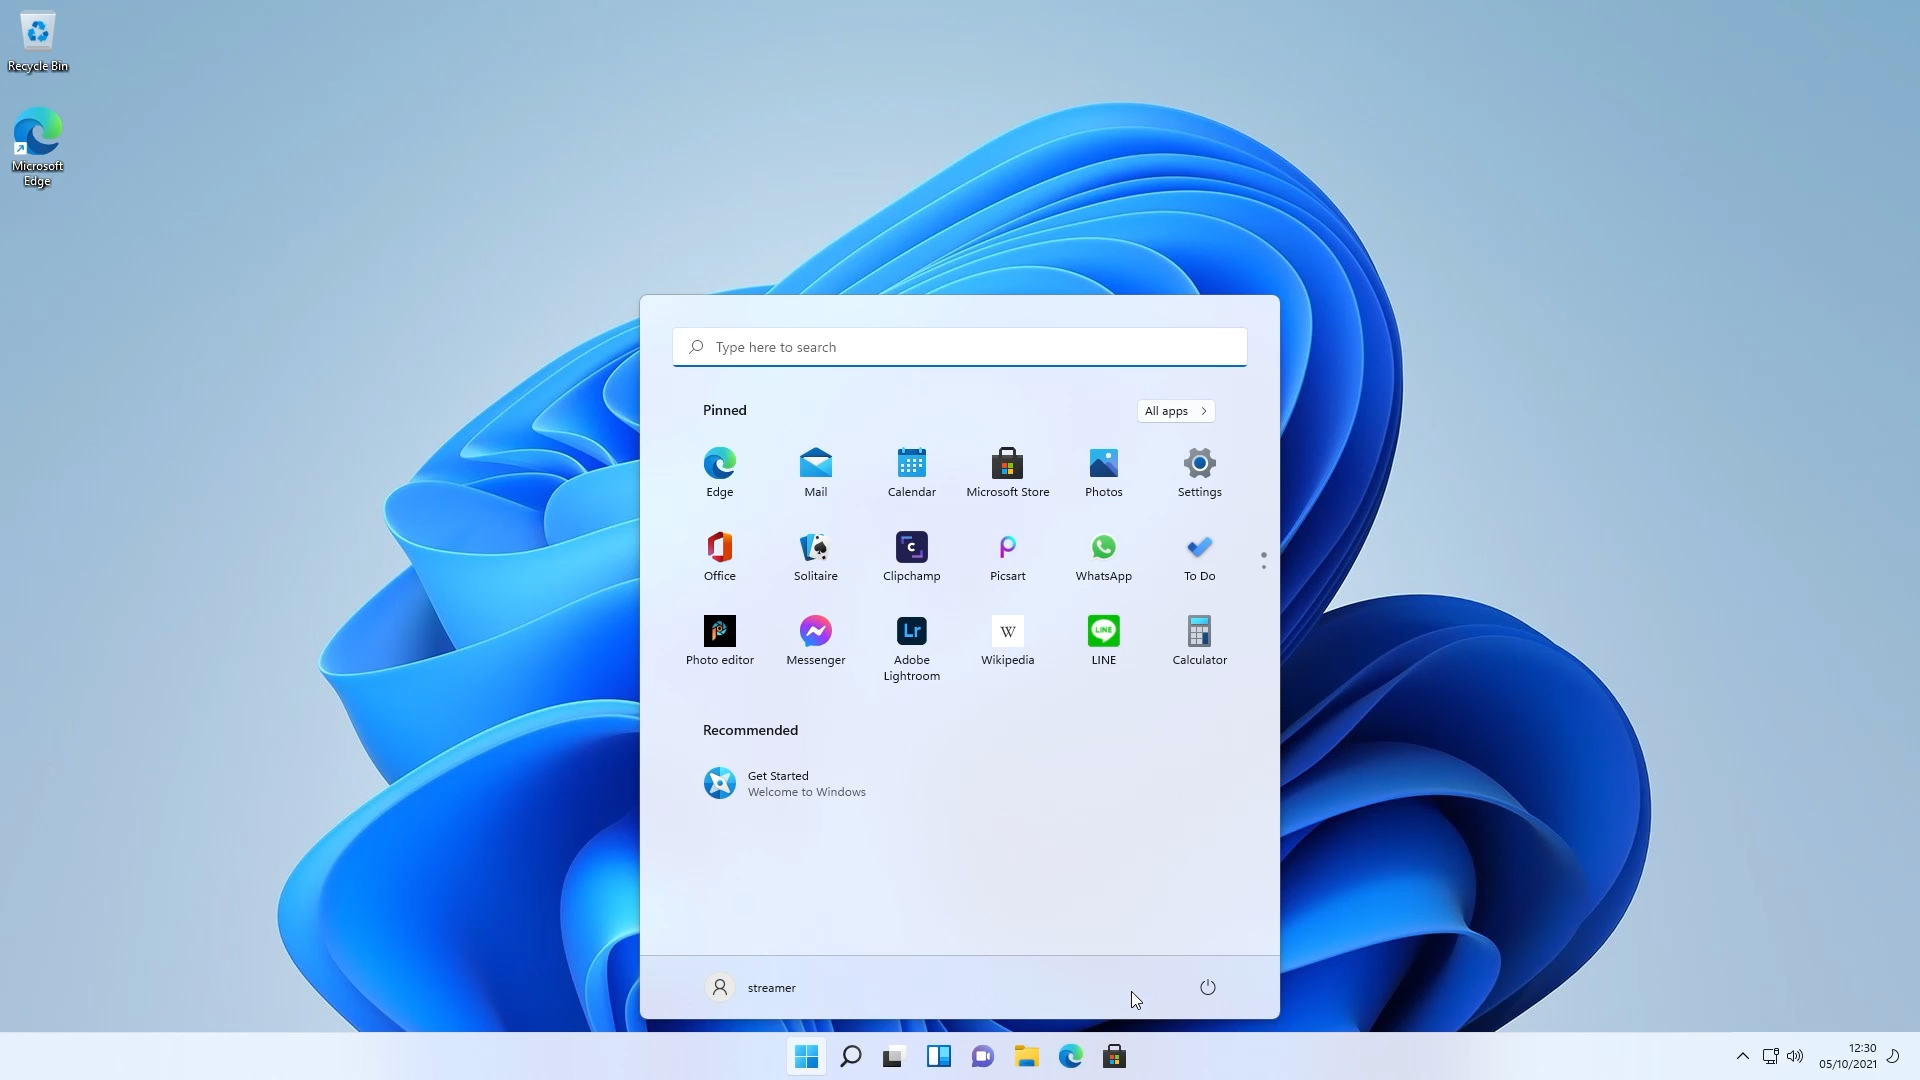 Recycle Bin
Microsoft
Edge
Type here to search
Pinned
All apps
Edge
Mail
Calendar
Microsoft Store
Photos
Settings
Office
Solitaire
C
Clipchamp
Picsart
WhatsApp
To Do
Photo editor
Messenger
Lr
Adobe
Lightroom
W
Wikipedia
LINE
LINE
Calculator
Recommended
Get Started
Welcome to Windows
streamer
12:30
05/10/2021